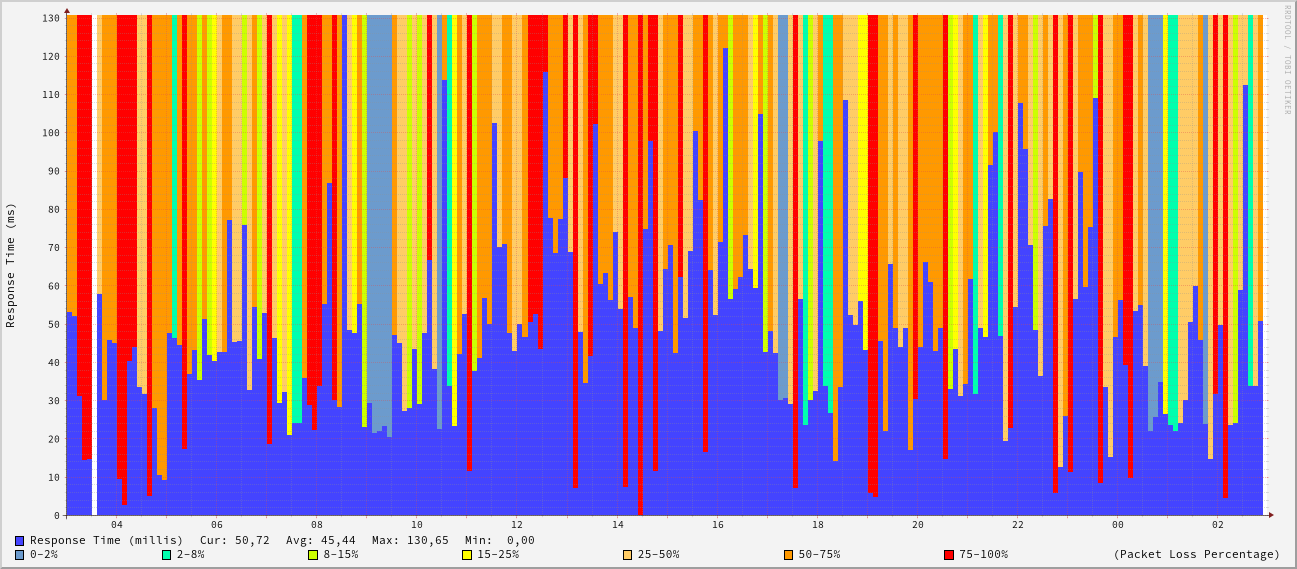 RRDTOOL / TOBI OETIKER
Response Time (ms)
130
120
110
100
90
80
70
60
50
40
30
20
10
0
04 06 08 10 12 14 16 18 20 22 00 02
Response Time (millis) Cur: 50,72 Avg: 45,44 Max: 130,65 Min: 0,00
0-2% 2-8% 8-15% 15-25% 25-50% 50-75% 75-100% (Packet Loss Percentage)